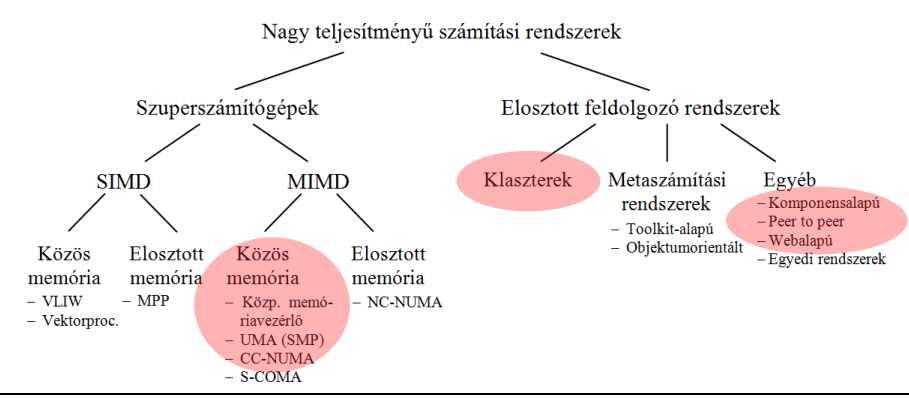 Nagy teljesítményű számítási rendszerek
Szuperszámítógépek
Elosztott feldolgozó rendszerek
SIMD
MIMD
Klaszterek
Metaszámítási
rendszerek
– Toolkit-alapú
– Objektumorientált
Egyéb
– Komponensalapú
– Peer to peer
– Webalapú
– Egyedi rendszerek
Közös
memória
– VLIW
– Vektorproc.
Elosztott
memória
– MPP
Közös
memória
– Közp. memó-
riavezérlő
– UMA (SMP)
– CC-NUMA
– S-COMA
Elosztott
memória
– NC-NUMA